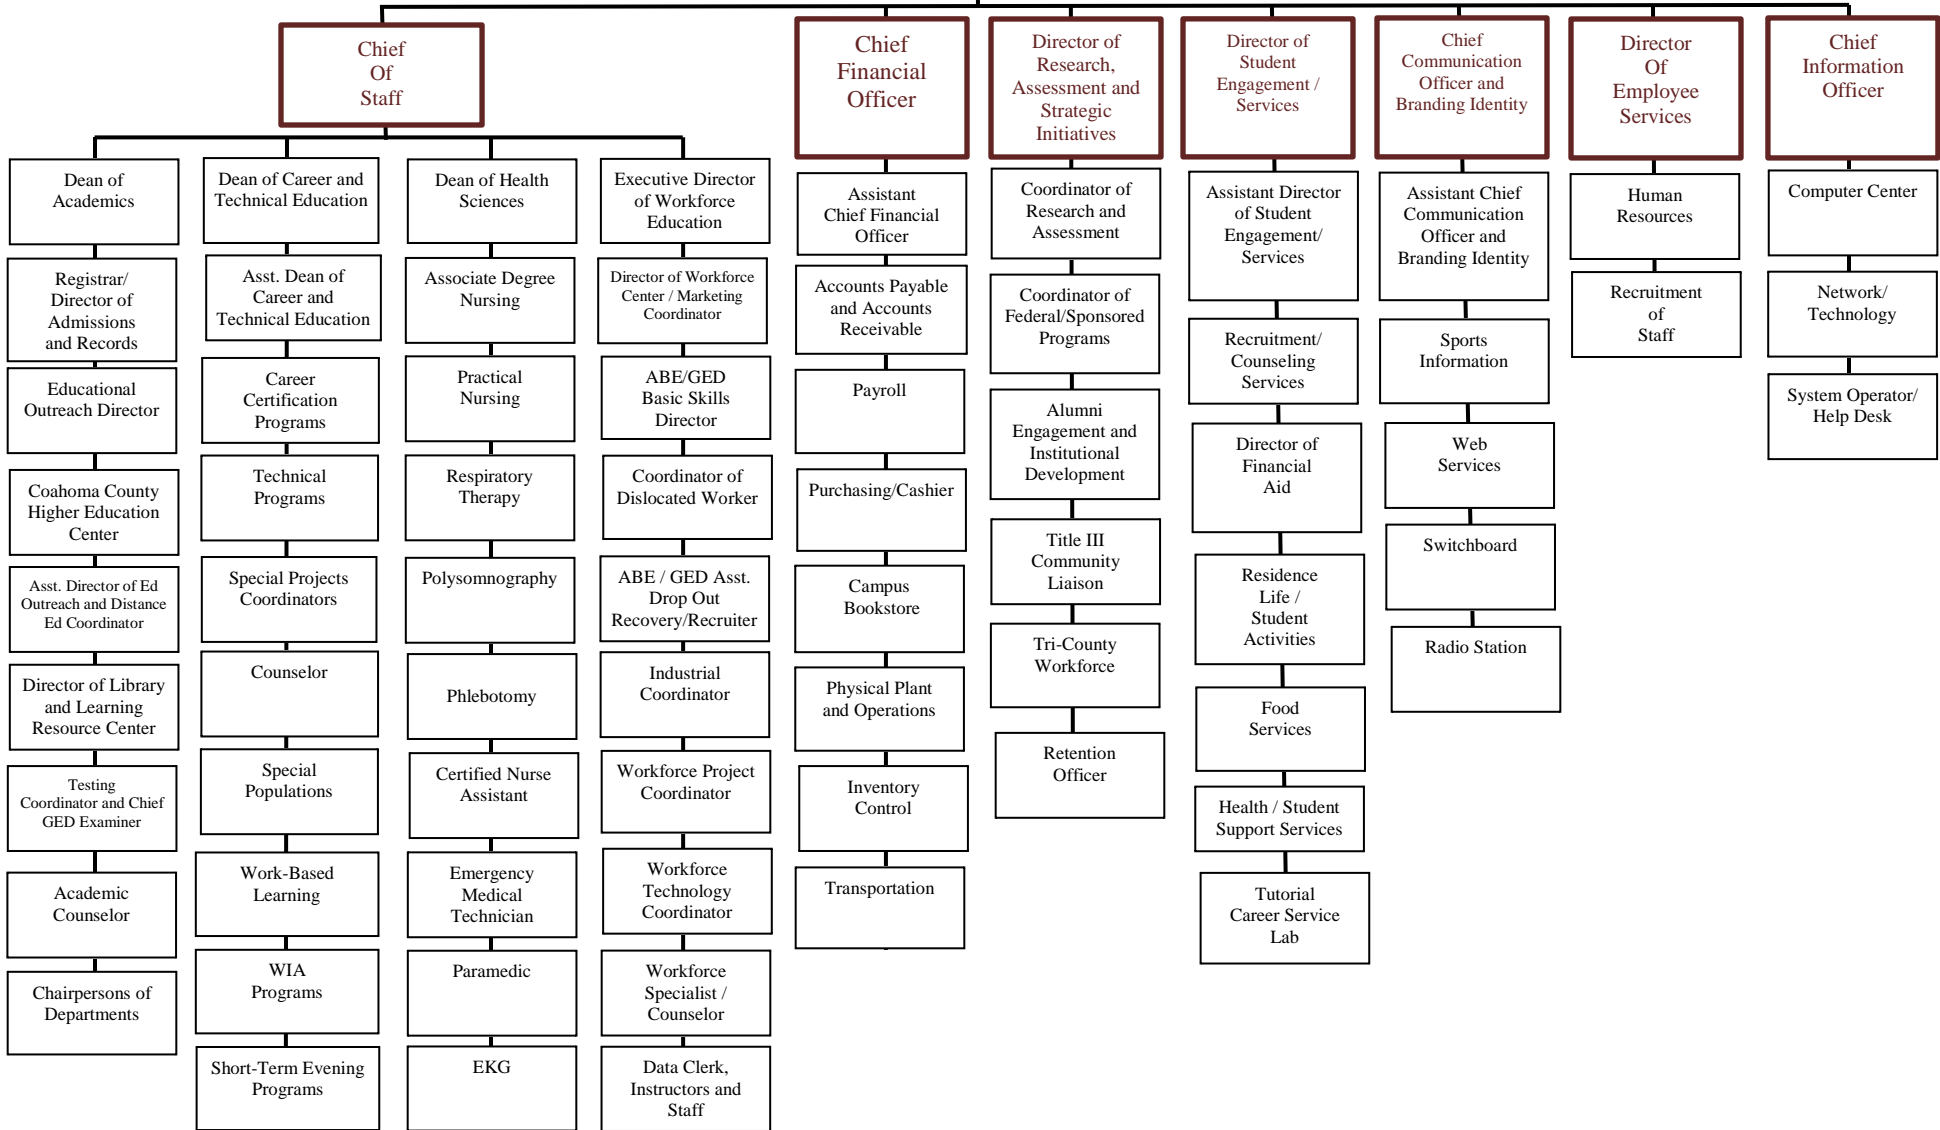 Chief
Of
Staff
Chief
Financial
Officer
Director of
Research,
Assessment and
Strategic
Initiatives
Director of
Student
Engagement /
Services
Chief
Communication
Officer and
Branding Identity
Director
Of
Employee
Services
Chief
Information
Officer
Dean of
Academics
Registrar/
Director of
Admissions
and Records
Educational
Outreach Director
Coahoma County
Higher Education
Center
Asst. Director of Ed
Outreach and Distance
Ed Coordinator
Director of Library
and Learning
Resource Center
Testing
Coordinator and Chief
GED Examiner
Academic
Counselor
Chairpersons of
Departments
Dean of Career and
Technical Education
Asst. Dean of
Career and
Technical Education
Career
Certification
Programs
Technical
Programs
Special Projects
Coordinators
Counselor
Special
Populations
Work-Based
Learning
WIA
Programs
Short-Term Evening
Programs
Dean of Health
Sciences
Associate Degree
Nursing
Practical
Nursing
Respiratory
Therapy
Polysomnography
Phlebotomy
Certified Nurse
Assistant
Emergency
Medical
Technician
Paramedic
EKG
Executive Director
of Workforce
Education
Director of Workforce
Center / Marketing
Coordinator
ABE/GED
Basic Skills
Director
Coordinator of
Dislocated Worker
ABE / GED Asst.
Drop Out
Recovery/Recruiter
Industrial
Coordinator
Workforce Project
Coordinator
Workforce
Technology
Coordinator
Workforce
Specialist /
Counselor
Data Clerk,
Instructors and
Staff
Assistant
Chief Financial
Officer
Accounts Payable
and Accounts
Receivable
Payroll
Purchasing/Cashier
Campus
Bookstore
Physical Plant
and Operations
Inventory
Control
Transportation
Coordinator of
Research and
Assessment
Coordinator of
Federal/Sponsored
Programs
Alumni
Engagement and
Institutional
Development
Title III
Community
Liaison
Tri-County
Workforce
Retention
Officer
Assistant Director
of Student
Engagement/
Services
Recruitment/
Counseling
Services
Director of
Financial
Aid
Residence
Life /
Student
Activities
Food
Services
Health / Student
Support Services
Tutorial
Career Service
Lab
Assistant Chief
Communication
Officer and
Branding Identity
Sports
Information
Web
Services
Switchboard
Radio Station
Human
Resources
Recruitment
of
Staff
Computer Center
Network/
Technology
System Operator/
Help Desk